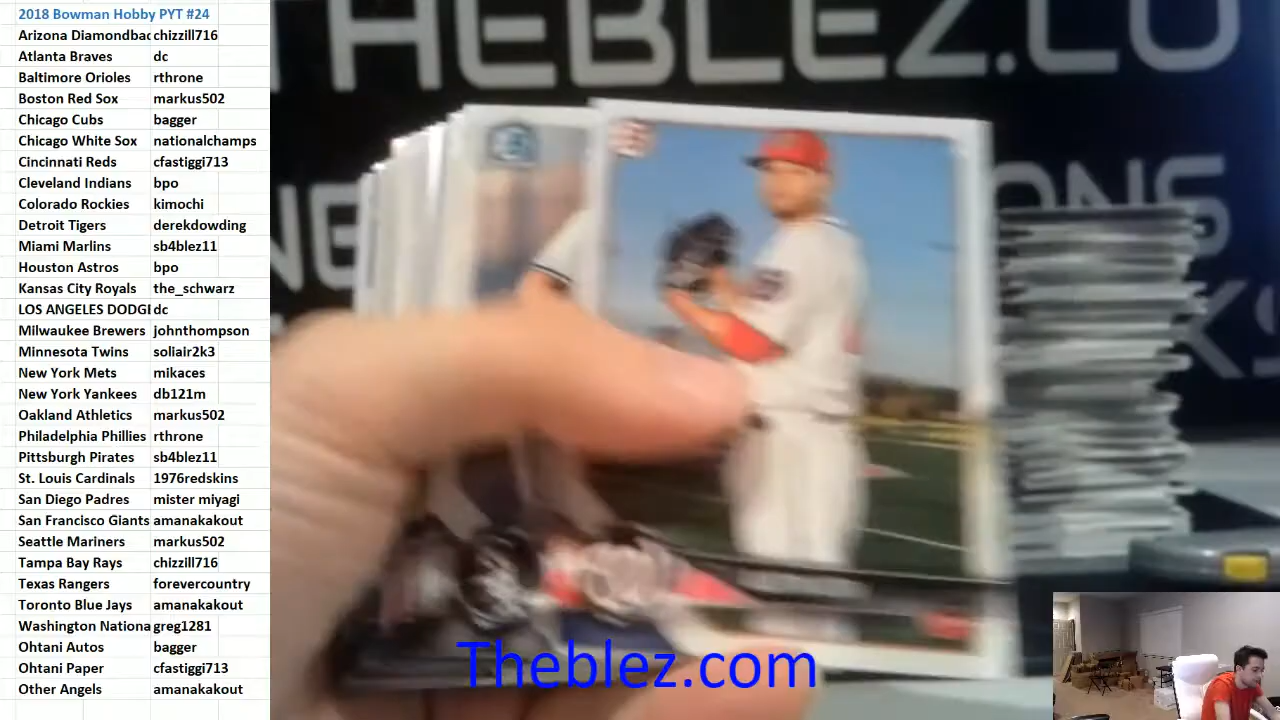 2018 Bowman Hobby PYT #24
Arizona Diamondbac chizzill716
Atlanta Braves dc
Baltimore Orioles rthrone
Boston Red Sox markus502
Chicago Cubs bagger
Chicago White Sox nationalchamps
Cincinnati Reds cfastiggi713
Cleveland Indians bpo
Colorado Rockies kimochi
Detroit Tigers derekdowding
Miami Marlins sb4blez11
Houston Astros bpo
Kansas City Royals the_schwarz
LOS ANGELES DODGE dc
Milwaukee Brewers johnthompson
Minnesota Twins soliair2k3
New York Mets mikaces
New York Yankees db121m
Oakland Athletics markus502
Philadelphia Phillies rthrone
Pittsburgh Pirates sb4blez11
St. Louis Cardinals 1976redskins
San Diego Padres mister miyagi
San Francisco Giants amanakakout
Seattle Mariners markus502
Tampa Bay Rays chizzill716
Texas Rangers forevercountry
Toronto Blue Jays amanakakout
Washington Nationa greg1281
Ohtani Autos bagger
Ohtani Paper cfastiggi713
Other Angels amanakakout
THEBLEZ.CO
Theblez.com